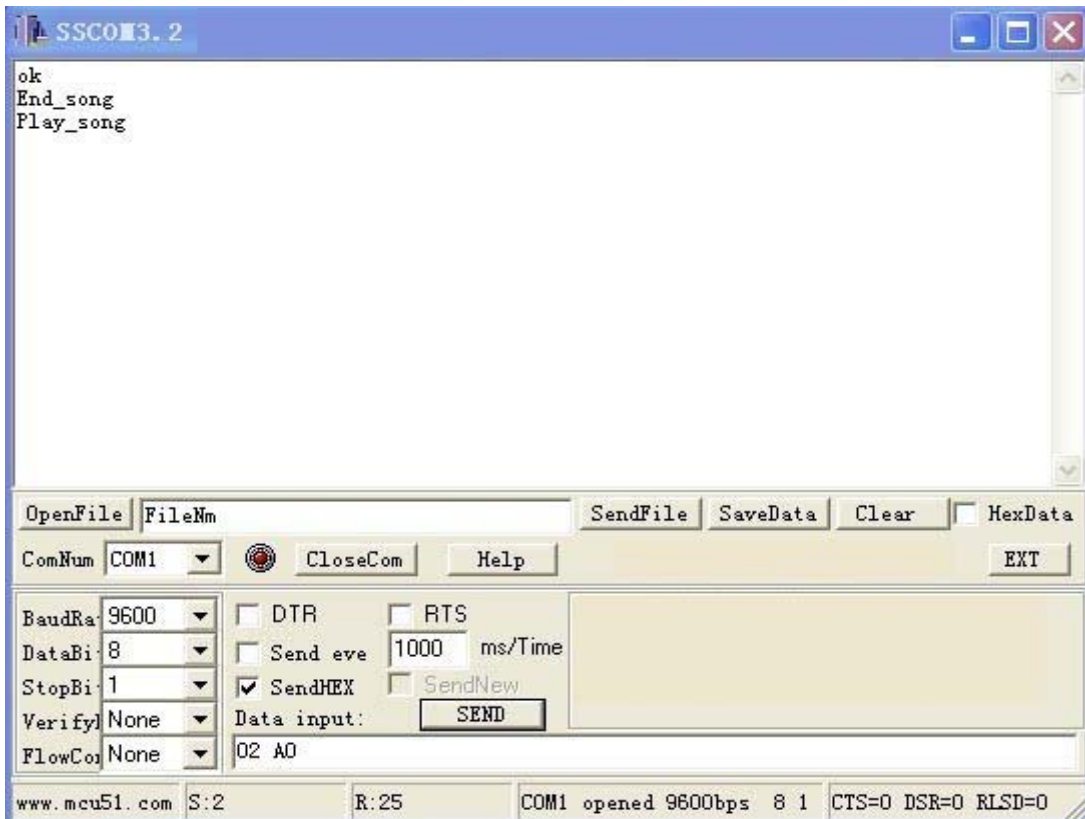 SSCOM3.2
ok
End_song
Play_song
OpenFile FileNm SendFile SaveData Clear HexData
ComNum COM1 CloseCom Help EXT
BaudRa 9600 DTR RTS
DataBi 8 Send eve 1000 ms/Time
StopBi 1 SendHEX SendNew
Verify None Data input: SEND
FlowCo None 02 A0
www.mcu51.com S:2 R:25 COM1 opened 9600bps 8 1 CTS=0 DSR=0 RLSD=0